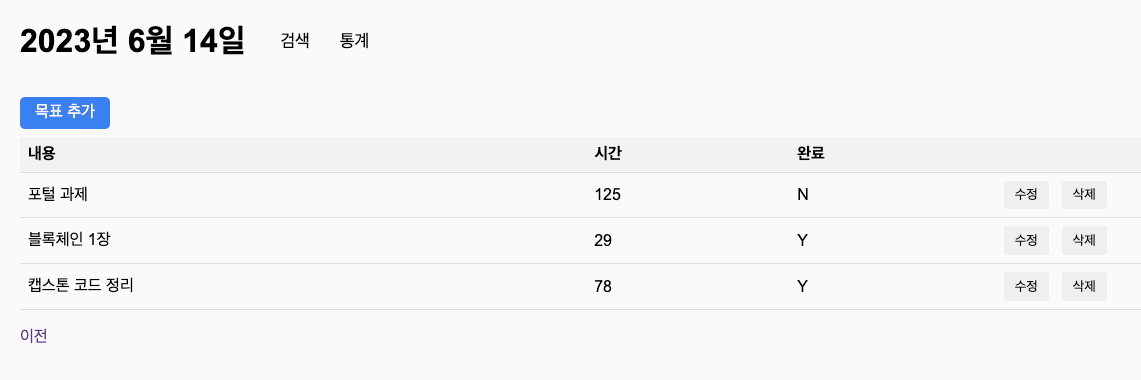 2023년 6월 14일 검색 통계
목표 추가
내용 시간 완료
포털 과제 125 N 수정 삭제
블록체인 1장 29 Y 수정 삭제
캡스톤 코드 정리 78 Y 수정 삭제
이전